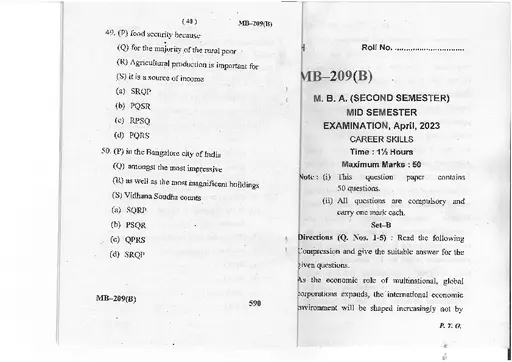 ( 48 )
MB–209(B)
49. (P) food security because
(Q) for the majority of the rural poor
(R) Agricultural production is important for
(S) it is a source of income
(a) SRQP
(b) PQSR
(c) RPSQ
(d) PQRS
50. (P) in the Bangalore city of India
(Q) amongst the most impressive
(R) as well as the most magnificent buildings
(S) Vidhana Soudha counts
(a) SQRP
(b) PSQR
(c) QPRS
(d) SRQP
MB–209(B)
590
Roll No. ..............................
MB–209(B)
M. B. A. (SECOND SEMESTER)
MID SEMESTER
EXAMINATION, April, 2023
CAREER SKILLS
Time : 1½ Hours
Maximum Marks : 50
Note : (i) This question paper contains
50 questions.
(ii) All questions are compulsory and
carry one mark each.
Set–B
Directions (Q. Nos. 1-5) : Read the following
Compression and give the suitable answer for the
given questions.
As the economic role of multinational, global
corporations expands, the international economic
environment will be shaped increasingly not by
P. T. O.